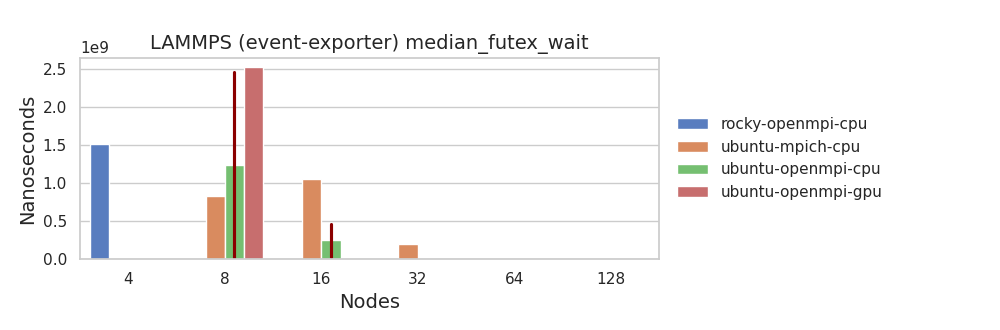 LAMMPS (event-exporter) median_futex_wait
1e9
Nanoseconds
2.5
2.0
1.5
1.0
0.5
0.0
4 8 16 32 64 128
Nodes
rocky-openmpi-cpu
ubuntu-mpich-cpu
ubuntu-openmpi-cpu
ubuntu-openmpi-gpu